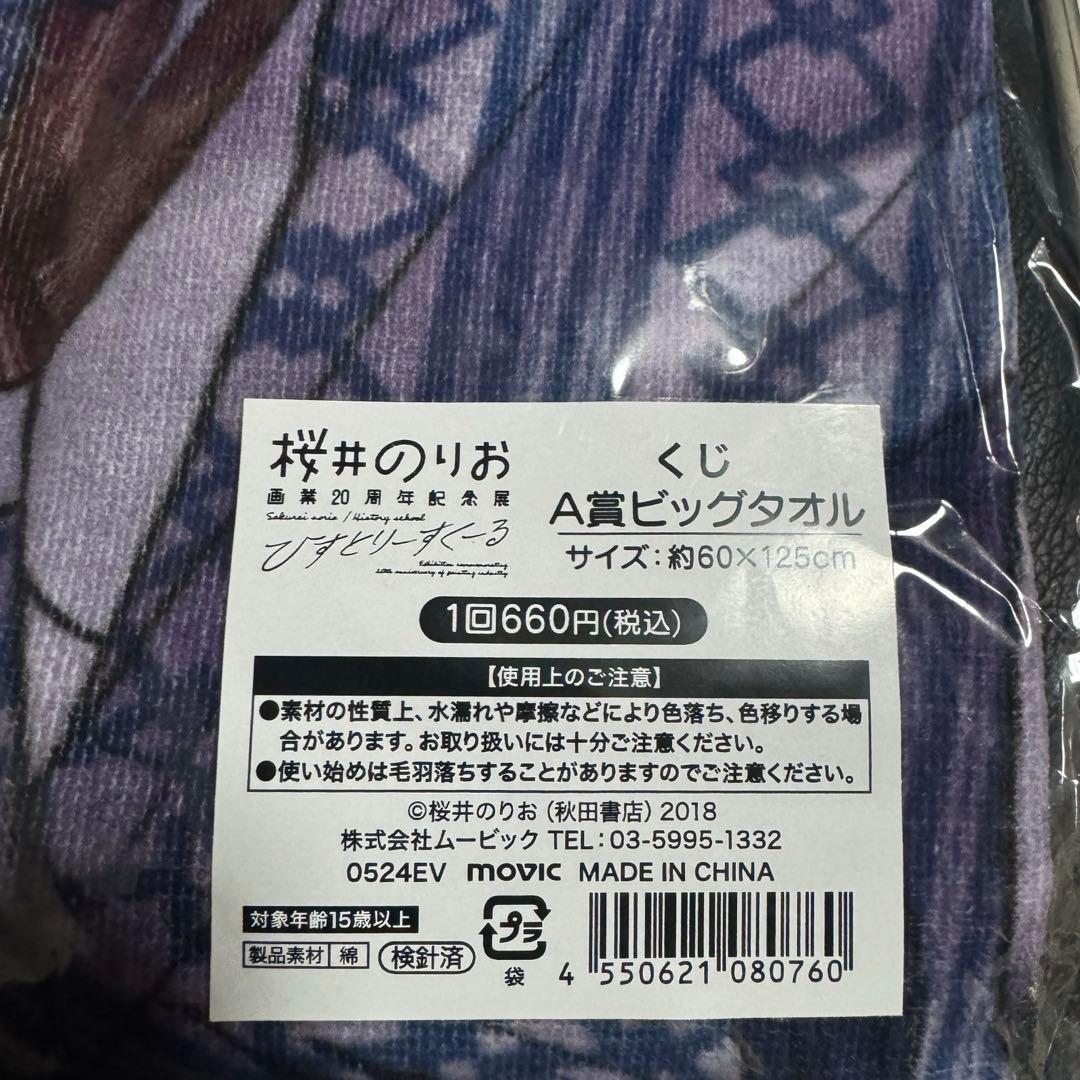 桜井のりお
画業20周年記念展
Sakurai norio / History school
ひすとりーすくーる
Exhibition commemorating
20th anniversary of painting industry
くじ
A賞ビッグタオル
サイズ：約60×125cm
1回660円(税込)
【使用上のご注意】
●素材の性質上、水濡れや摩擦などにより色落ち、色移りする場
合があります。お取り扱いには十分ご注意ください。
●使い始めは毛羽落ちすることがありますのでご注意ください。
©桜井のりお（秋田書店）2018
株式会社ムービック TEL：03-5995-1332
0524EV movic MADE IN CHINA
対象年齢15歳以上
製品素材 綿 検針済
プラ
袋
4 550621 080760